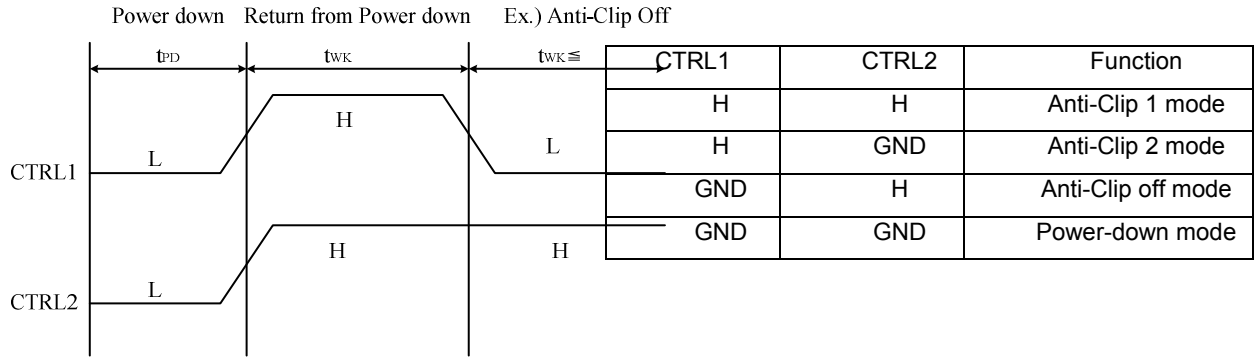 Power down Return from Power down Ex.) Anti-Clip Off
tPD tWK tWK≦
CTRL1 L H L
CTRL2 L H H
CTRL1 CTRL2 Function
H H Anti-Clip 1 mode
H GND Anti-Clip 2 mode
GND H Anti-Clip off mode
GND GND Power-down mode